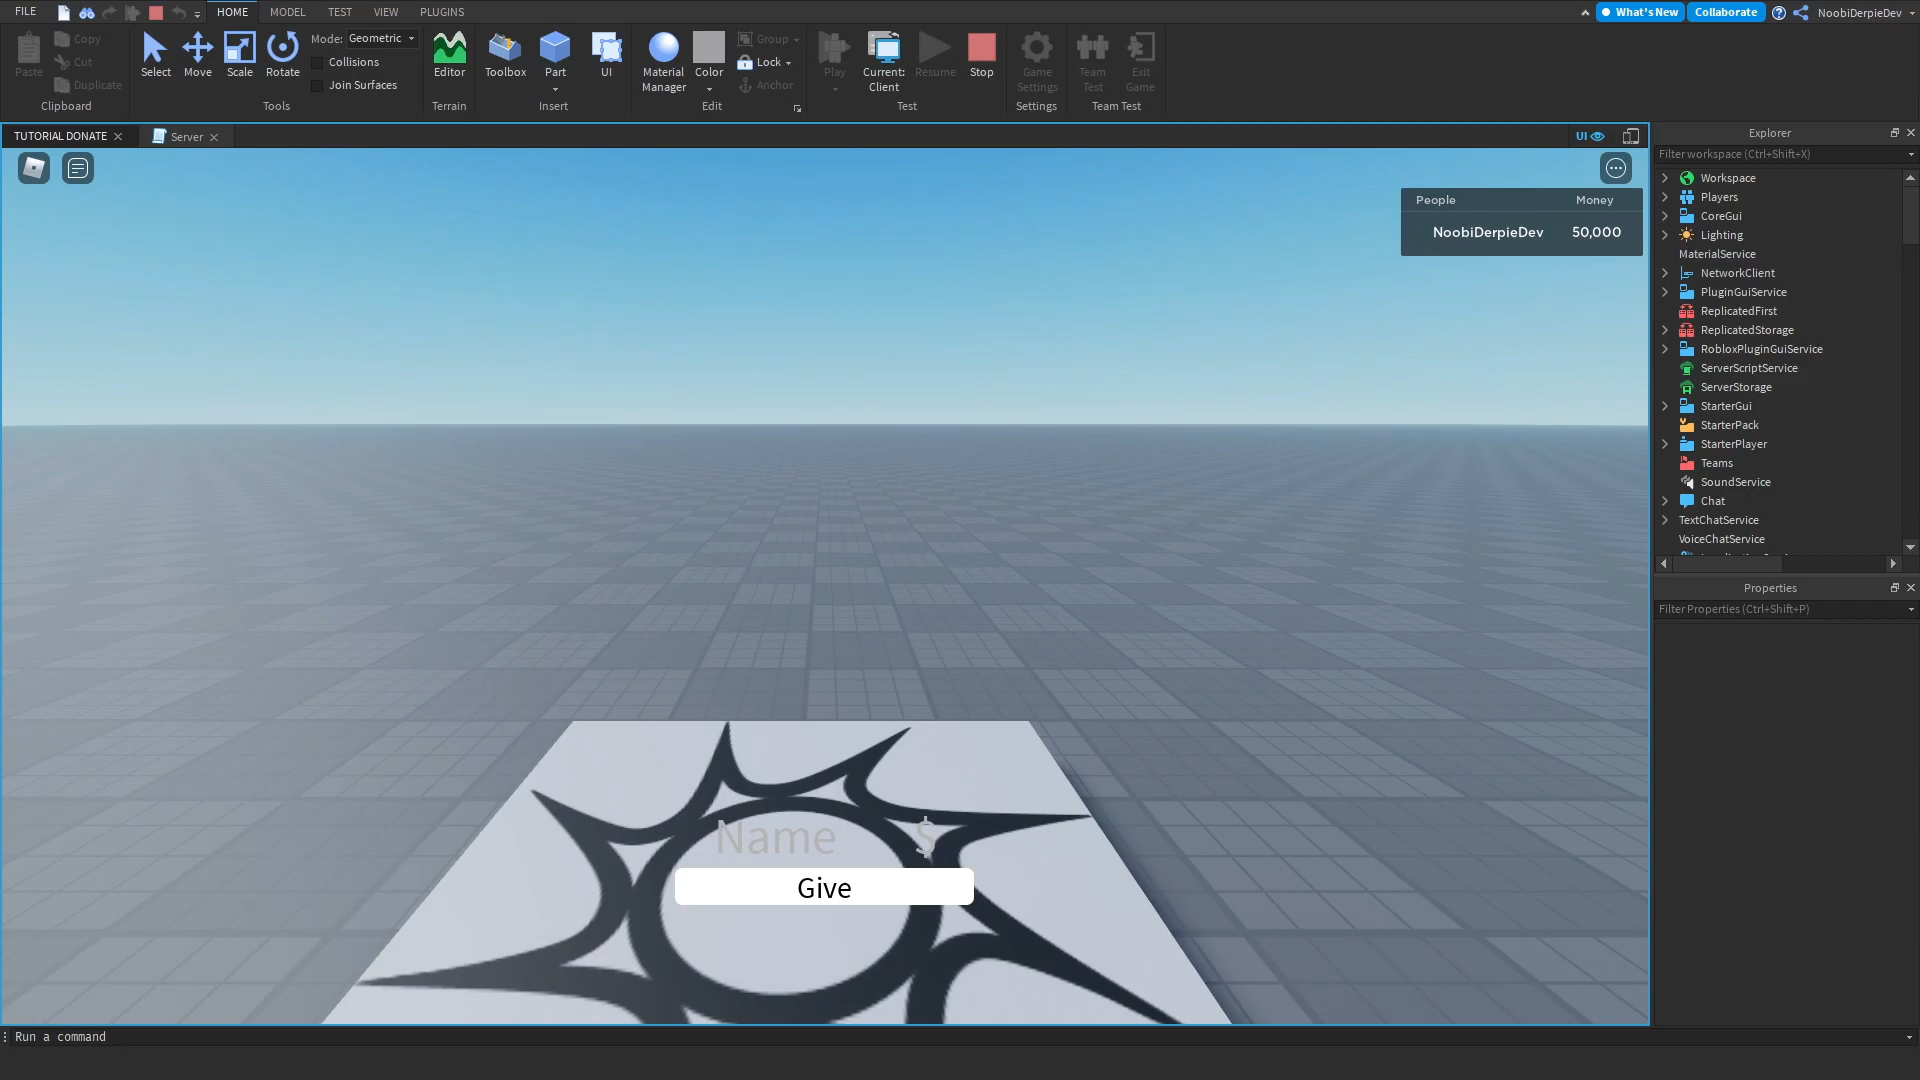 FILE HOME MODEL TEST VIEW PLUGINS What's New Collaborate NoobiDerpieDev
Paste Copy Cut Duplicate Clipboard
Select Move Scale Rotate Mode: Geometric Collisions Join Surfaces Tools
Editor Terrain
Toolbox Part UI Insert
Material Manager Color Group Lock Anchor Edit
Play Current: Client Resume Stop Test
Game Settings Settings
Team Test Exit Game Team Test
TUTORIAL DONATE Server UI
People Money
NoobiDerpieDev 50,000
Name $
Give
Explorer
Filter workspace (Ctrl+Shift+X)
Workspace
Players
CoreGui
Lighting
MaterialService
NetworkClient
PluginGuiService
ReplicatedFirst
ReplicatedStorage
RobloxPluginGuiService
ServerScriptService
ServerStorage
StarterGui
StarterPack
StarterPlayer
Teams
SoundService
Chat
TextChatService
VoiceChatService
Properties
Filter Properties (Ctrl+Shift+P)
Run a command